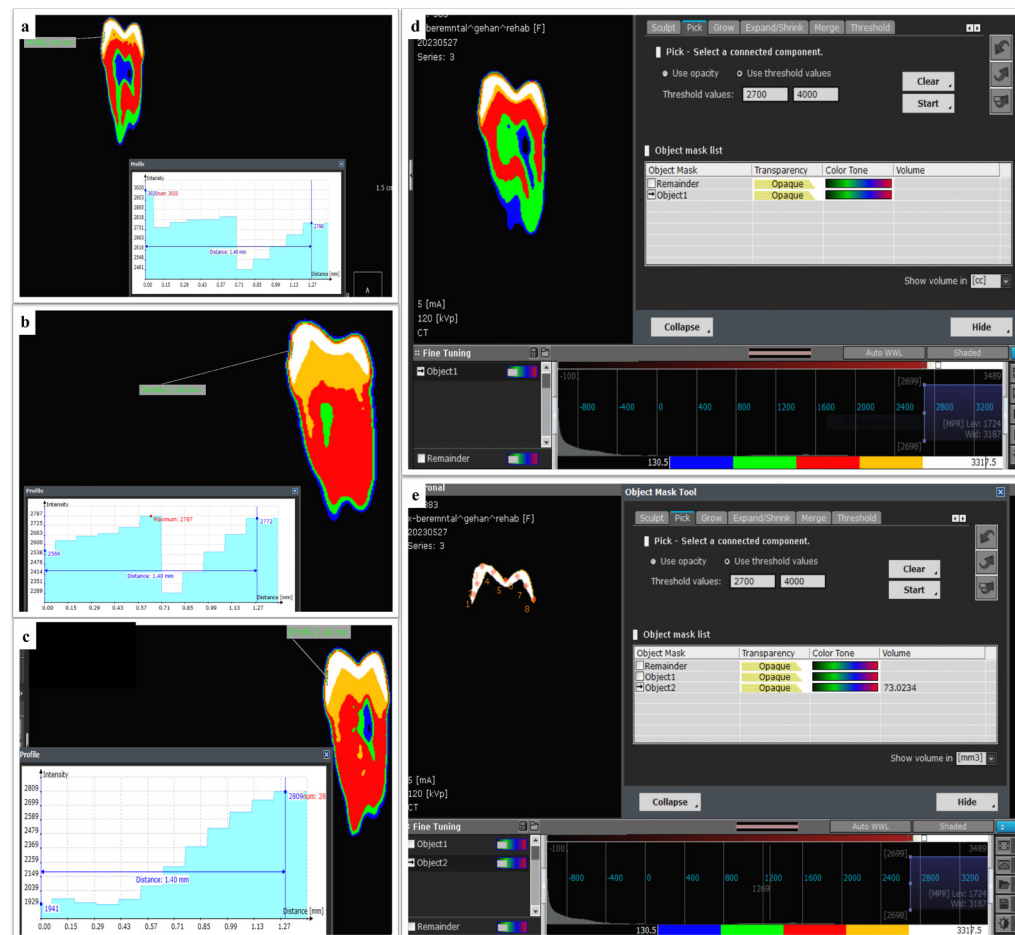 a
1.5 cm
A
Profile
Intensity
3020
2953
2885
2818
2751
2683
2616
2548
2481
3020num: 3020
2798
Distance: 1.40 mm
0.00 0.14 0.29 0.43 0.57 0.71 0.85 0.99 1.13 1.27
Distance [mm]
b
Profile
Intensity
2787
2725
2663
2600
2538
2476
2414
2351
2289
2566
Maximum: 2787
2772
Distance: 1.40 mm
0.00 0.15 0.29 0.43 0.57 0.71 0.85 0.99 1.13 1.27
Distance [mm]
c
Profile
Intensity
2809
2699
2589
2479
2369
2259
2149
2039
1929
1941
2809num: 28
Distance: 1.40 mm
0.00 0.15 0.29 0.43 0.57 0.71 0.85 0.99 1.13 1.27
Distance [mm]
d
x-beremntal^gehan^rehab [F]
20230527
Series: 3
5 [mA]
120 [kVp]
CT
Sculpt Pick Grow Expand/Shrink Merge Threshold
Pick - Select a connected component.
Use opacity Use threshold values
Threshold values: 2700 4000
Clear
Start
Object mask list
Object Mask Transparency Color Tone Volume
Remainder Opaque
Object1 Opaque
Show volume in [cc]
Collapse Hide
Fine Tuning Auto WWL Shaded
Object1
Remainder
-1001 [2699] 3489
-800 -400 0 400 800 1200 1600 2000 2400 2800 3200
[MPR] Lev: 1724
Wid: 3187
[2698]
130.5 3317.5
e
ronal
383
x-beremntal^gehan^rehab [F]
20230527
Series: 3
1 2 3 4 5 6 7 8
5 [mA]
120 [kVp]
CT
Object Mask Tool
Sculpt Pick Grow Expand/Shrink Merge Threshold
Pick - Select a connected component.
Use opacity Use threshold values
Threshold values: 2700 4000
Clear
Start
Object mask list
Object Mask Transparency Color Tone Volume
Remainder Opaque
Object1 Opaque
Object2 Opaque 73.0234
Show volume in [mm3]
Collapse Hide
Fine Tuning Auto WWL Shaded
Object1
Object2
Remainder
-1001 [2699] 3489
-800 -400 0 400 800 1200 1600 2000 2400 2800 3200
1269
[MPR] Lev: 1724
Wid: 3187
[2698]
130.5 3317.5